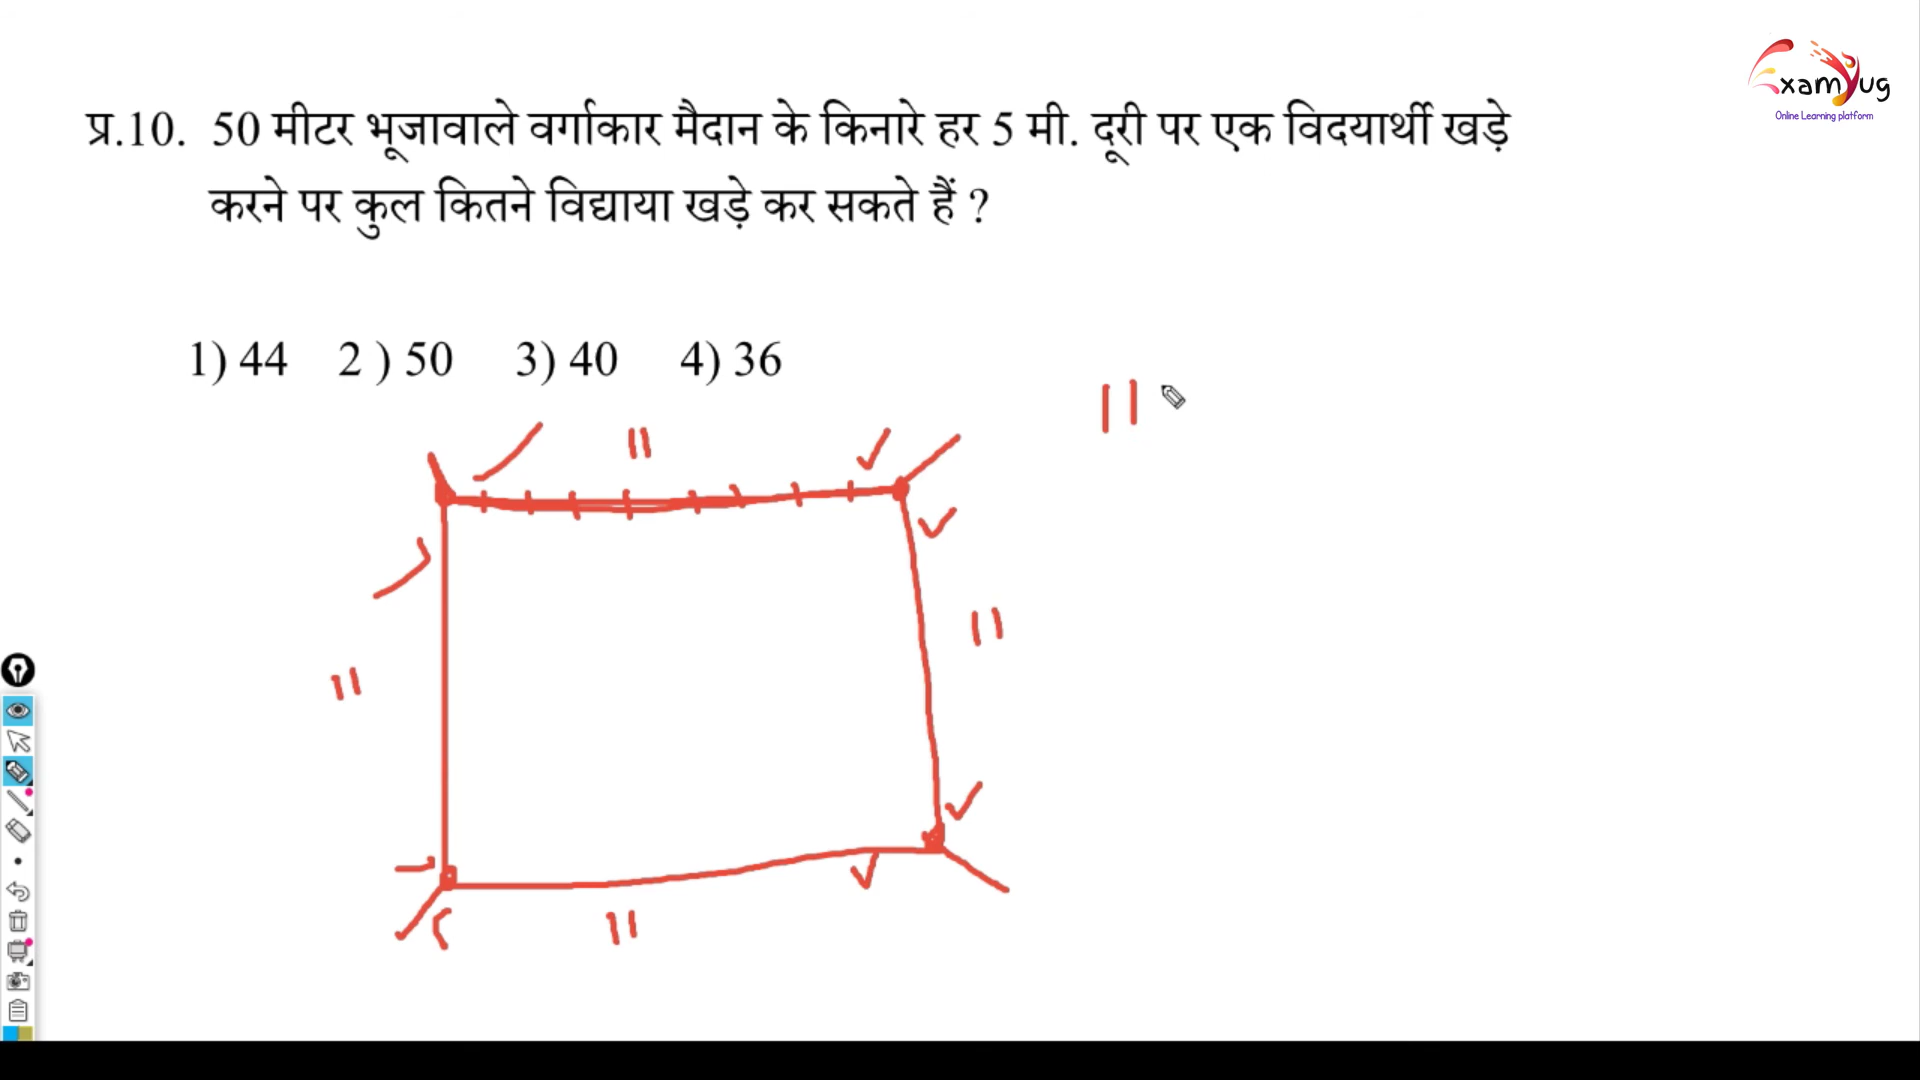 xamyug
Online Learning platform
प्र.10. 50 मीटर भूजावाले वर्गाकार मैदान के किनारे हर 5 मी. दूरी पर एक विदयार्थी खड़े
करने पर कुल कितने विद्याया खड़े कर सकते हैं ?
1) 44 2 ) 50 3) 40 4) 36
11
11
11
11
11